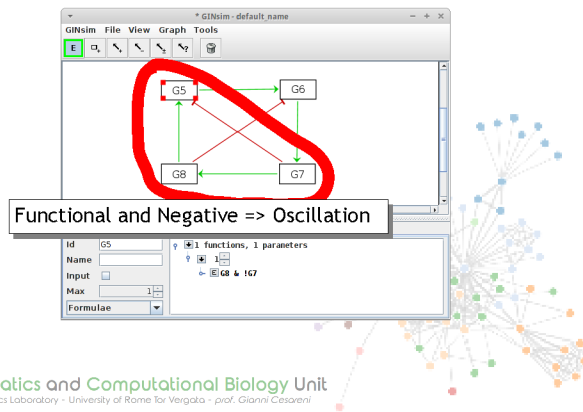 * GINsim - default_name
GINsim File View Graph Tools
E
G5 G6
G8 G7
Functional and Negative => Oscillation
Id G5
Name
Input
Max 1
Formulae
1 functions, 1 parameters
1
E G8 & !G7
atics and Computational Biology Unit
cs Laboratory - University of Rome Tor Vergata - prof. Gianni Cesareni